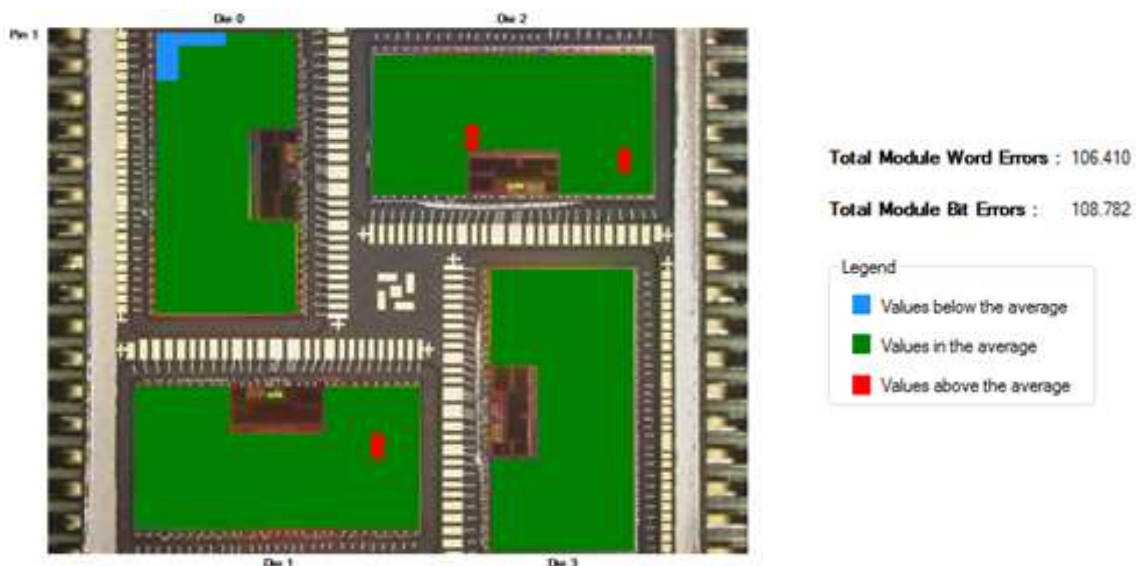 Die 0
Die 2
Pin 1
Total Module Word Errors : 106.410
Total Module Bit Errors : 108.782
Legend
Values below the average
Values in the average
Values above the average
Die 1
Die 3